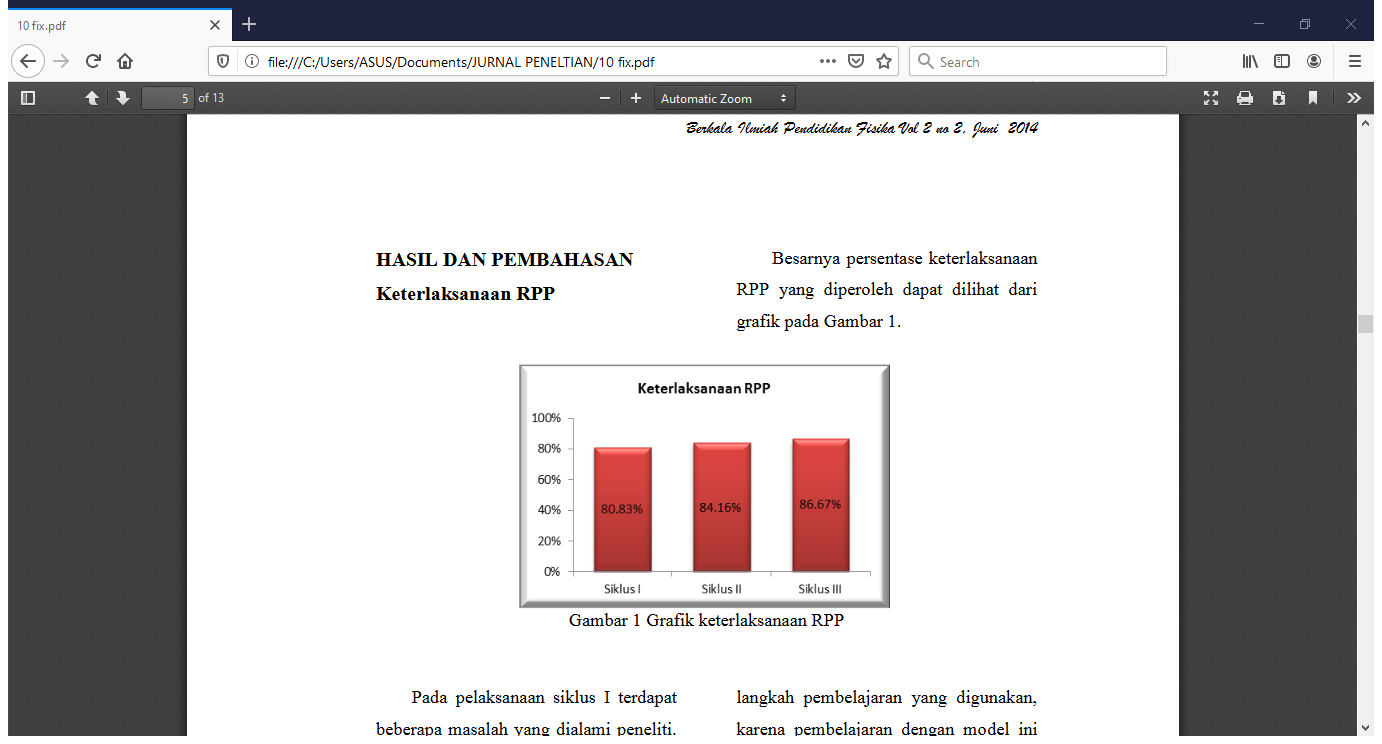 10 fix.pdf
file:///C:/Users/ASUS/Documents/JURNAL PENELTIAN/10 fix.pdf
Search
5 of 13
Automatic Zoom
Berkala Ilmiah Pendidikan Fisika Vol 2 no 2, Juni 2014
HASIL DAN PEMBAHASAN
Keterlaksanaan RPP
Besarnya persentase keterlaksanaan
RPP yang diperoleh dapat dilihat dari
grafik pada Gambar 1.
Keterlaksanaan RPP
100%
80%
60%
40%
20%
0%
80.83%
84.16%
86.67%
Siklus I
Siklus II
Siklus III
Gambar 1 Grafik keterlaksanaan RPP
Pada pelaksanaan siklus I terdapat
beberapa masalah yang dialami peneliti.
langkah pembelajaran yang digunakan,
karena pembelajaran dengan model ini